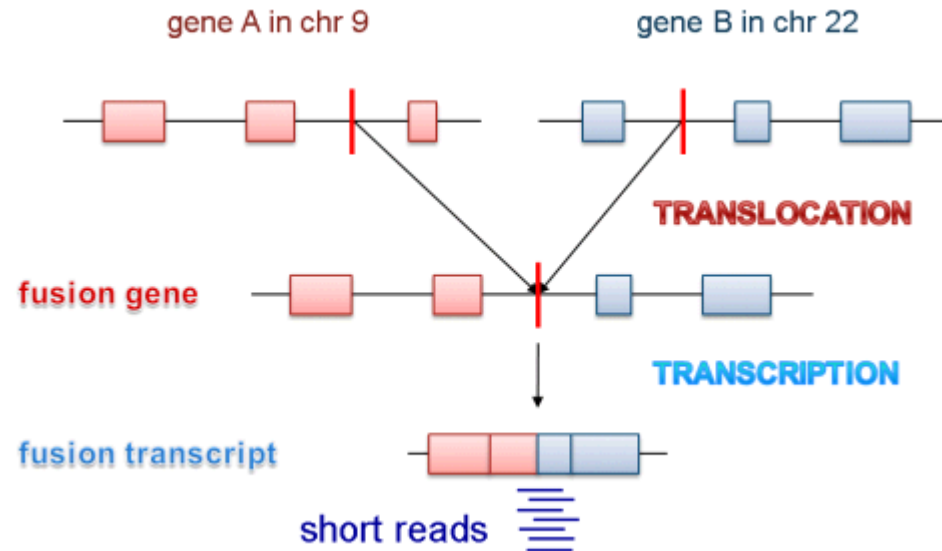 gene A in chr 9
gene B in chr 22
TRANSLOCATION
fusion gene
TRANSCRIPTION
fusion transcript
short reads